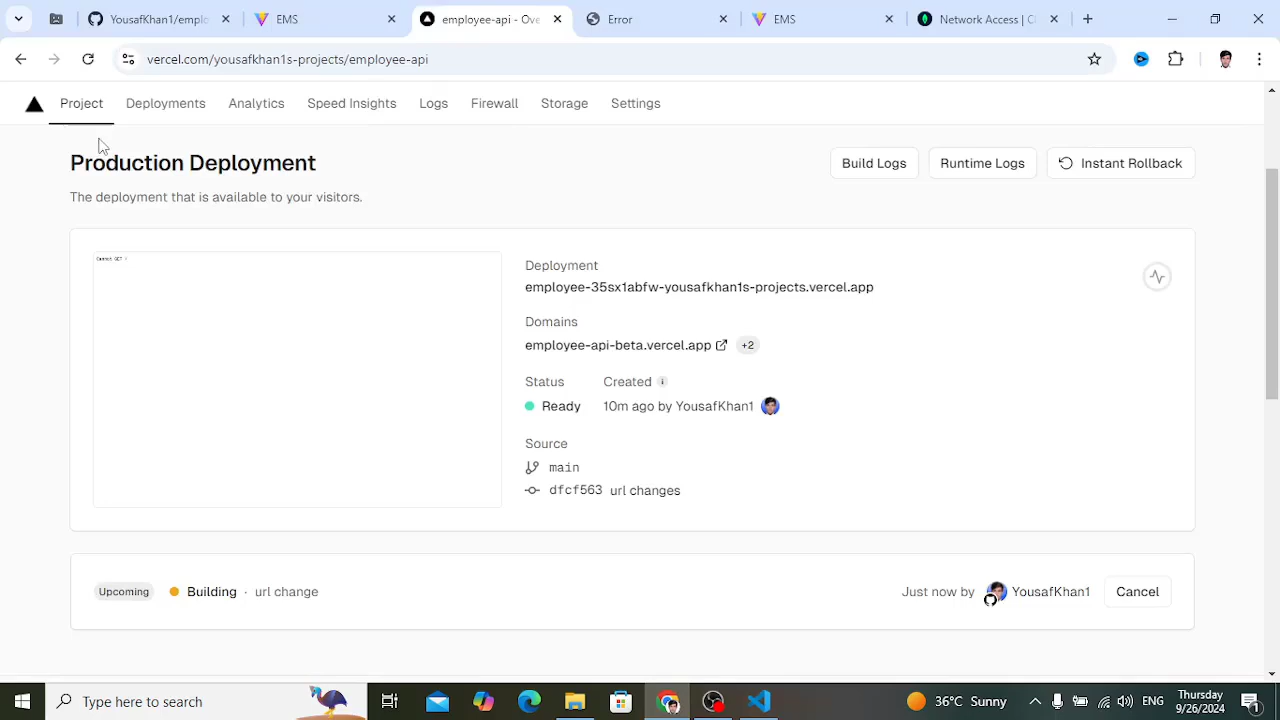 YousafKhan1/emplo
EMS
employee-api - Ove
Error
EMS
Network Access | C
vercel.com/yousafkhan1s-projects/employee-api
Project
Deployments
Analytics
Speed Insights
Logs
Firewall
Storage
Settings
Production Deployment
Build Logs
Runtime Logs
Instant Rollback
The deployment that is available to your visitors.
Cannot GET /
Deployment
employee-35sx1abfw-yousafkhan1s-projects.vercel.app
Domains
employee-api-beta.vercel.app +2
Status Created
Ready 10m ago by YousafKhan1
Source
main
dfcf563 url changes
Upcoming Building · url change
Just now by YousafKhan1 Cancel
Type here to search
36°C Sunny
ENG
Thursday
9/26/2024